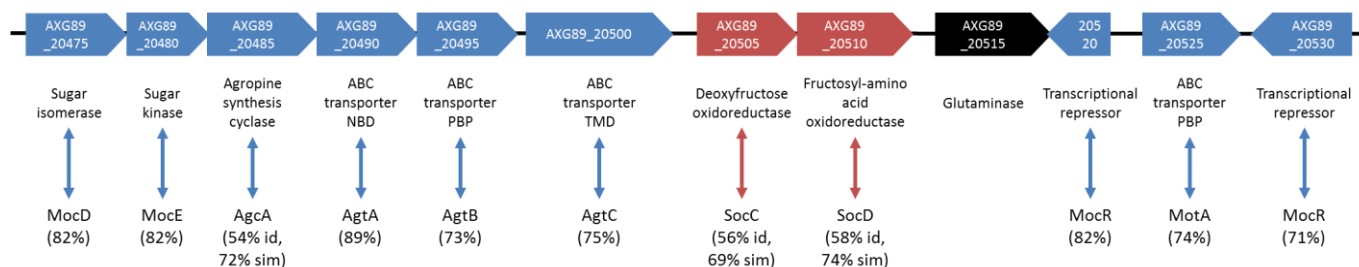 AXG89
_20475
AXG89
_20480
AXG89
_20485
AXG89
_20490
AXG89
_20495
AXG89_20500
AXG89
_20505
AXG89
_20510
AXG89
_20515
205
20
AXG89
_20525
AXG89
_20530
Sugar
isomerase
Sugar
kinase
Agropine
synthesis
cyclase
ABC
transporter
NBD
ABC
transporter
PBP
ABC
transporter
TMD
Deoxyfructose
oxidoreductase
Fructosyl-amino
acid
oxidoreductase
Glutaminase
Transcriptional
repressor
ABC
transporter
PBP
Transcriptional
repressor
MocD
(82%)
MocE
(82%)
AgcA
(54% id,
72% sim)
AgtA
(89%)
AgtB
(73%)
AgtC
(75%)
SocC
(56% id,
69% sim)
SocD
(58% id,
74% sim)
MocR
(82%)
MotA
(74%)
MocR
(71%)